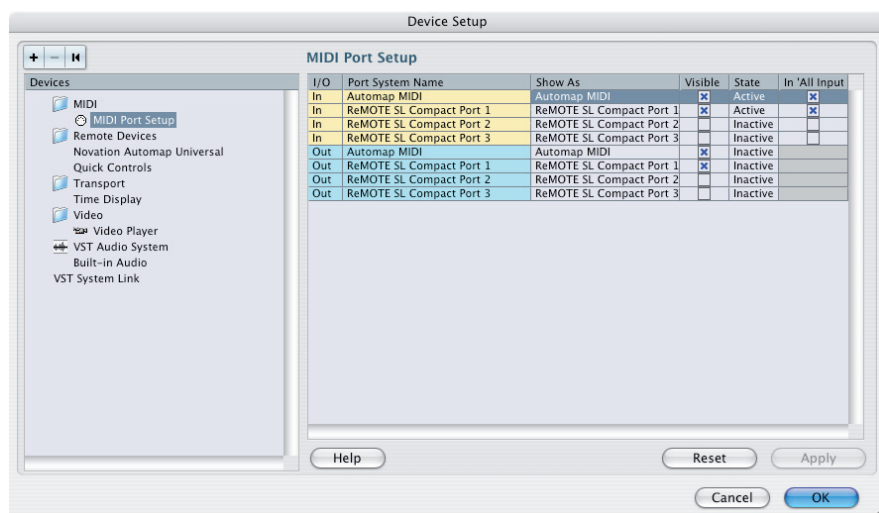 Device Setup
+ - 
MIDI Port Setup
Devices
MIDI
MIDI Port Setup
Remote Devices
Novation Automap Universal
Quick Controls
Transport
Time Display
Video
Video Player
VST Audio System
Built-in Audio
VST System Link
I/O Port System Name Show As Visible State In 'All Input
In Automap MIDI Automap MIDI Active
In ReMOTE SL Compact Port 1 ReMOTE SL Compact Port 1 Active
In ReMOTE SL Compact Port 2 ReMOTE SL Compact Port 2 Inactive
In ReMOTE SL Compact Port 3 ReMOTE SL Compact Port 3 Inactive
Out Automap MIDI Automap MIDI Inactive
Out ReMOTE SL Compact Port 1 ReMOTE SL Compact Port 1 Inactive
Out ReMOTE SL Compact Port 2 ReMOTE SL Compact Port 2 Inactive
Out ReMOTE SL Compact Port 3 ReMOTE SL Compact Port 3 Inactive
Help Reset Apply
Cancel OK